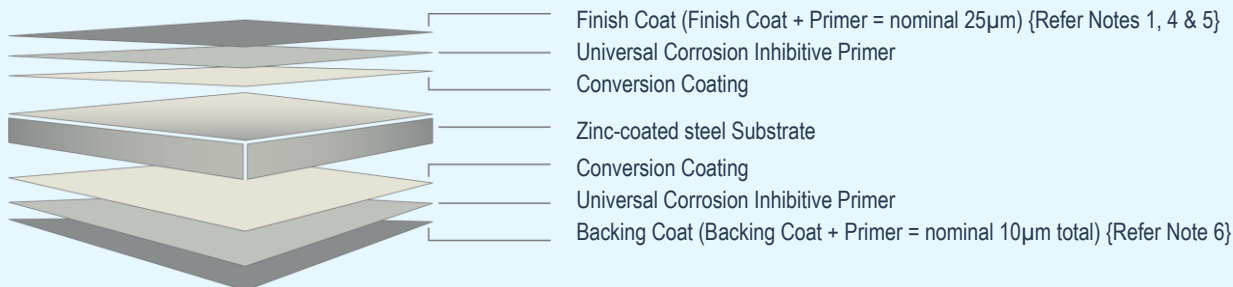 Finish Coat (Finish Coat + Primer = nominal 25µm) {Refer Notes 1, 4 & 5}
Universal Corrosion Inhibitive Primer
Conversion Coating
Zinc-coated steel Substrate
Conversion Coating
Universal Corrosion Inhibitive Primer
Backing Coat (Backing Coat + Primer = nominal 10µm total) {Refer Note 6}